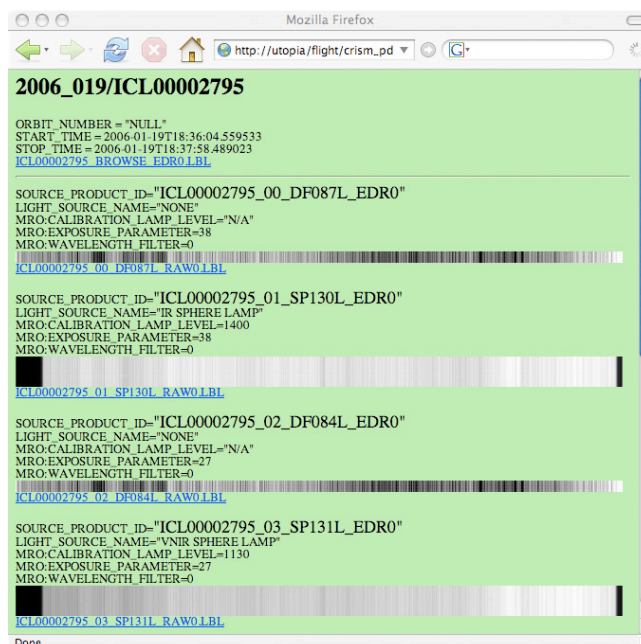 Mozilla Firefox
http://utopia/flight/crism_pd
G
2006_019/ICL00002795
ORBIT_NUMBER = "NULL"
START_TIME = 2006-01-19T18:36:04.559533
STOP_TIME = 2006-01-19T18:37:58.489023
ICL00002795_BROWSE_EDR0.LBL
SOURCE_PRODUCT_ID="ICL00002795_00_DF087L_EDR0"
LIGHT_SOURCE_NAME="NONE"
MRO:CALIBRATION_LAMP_LEVEL="N/A"
MRO:EXPOSURE_PARAMETER=38
MRO:WAVELENGTH_FILTER=0
ICL00002795_00_DF087L_RAW0.LBL
SOURCE_PRODUCT_ID="ICL00002795_01_SP130L_EDR0"
LIGHT_SOURCE_NAME="IR SPHERE LAMP"
MRO:CALIBRATION_LAMP_LEVEL=1400
MRO:EXPOSURE_PARAMETER=38
MRO:WAVELENGTH_FILTER=0
ICL00002795_01_SP130L_RAW0.LBL
SOURCE_PRODUCT_ID="ICL00002795_02_DF084L_EDR0"
LIGHT_SOURCE_NAME="NONE"
MRO:CALIBRATION_LAMP_LEVEL="N/A"
MRO:EXPOSURE_PARAMETER=27
MRO:WAVELENGTH_FILTER=0
ICL00002795_02_DF084L_RAW0.LBL
SOURCE_PRODUCT_ID="ICL00002795_03_SP131L_EDR0"
LIGHT_SOURCE_NAME="VNIR SPHERE LAMP"
MRO:CALIBRATION_LAMP_LEVEL=1130
MRO:EXPOSURE_PARAMETER=27
MRO:WAVELENGTH_FILTER=0
ICL00002795_03_SP131L_RAW0.LBL
Done